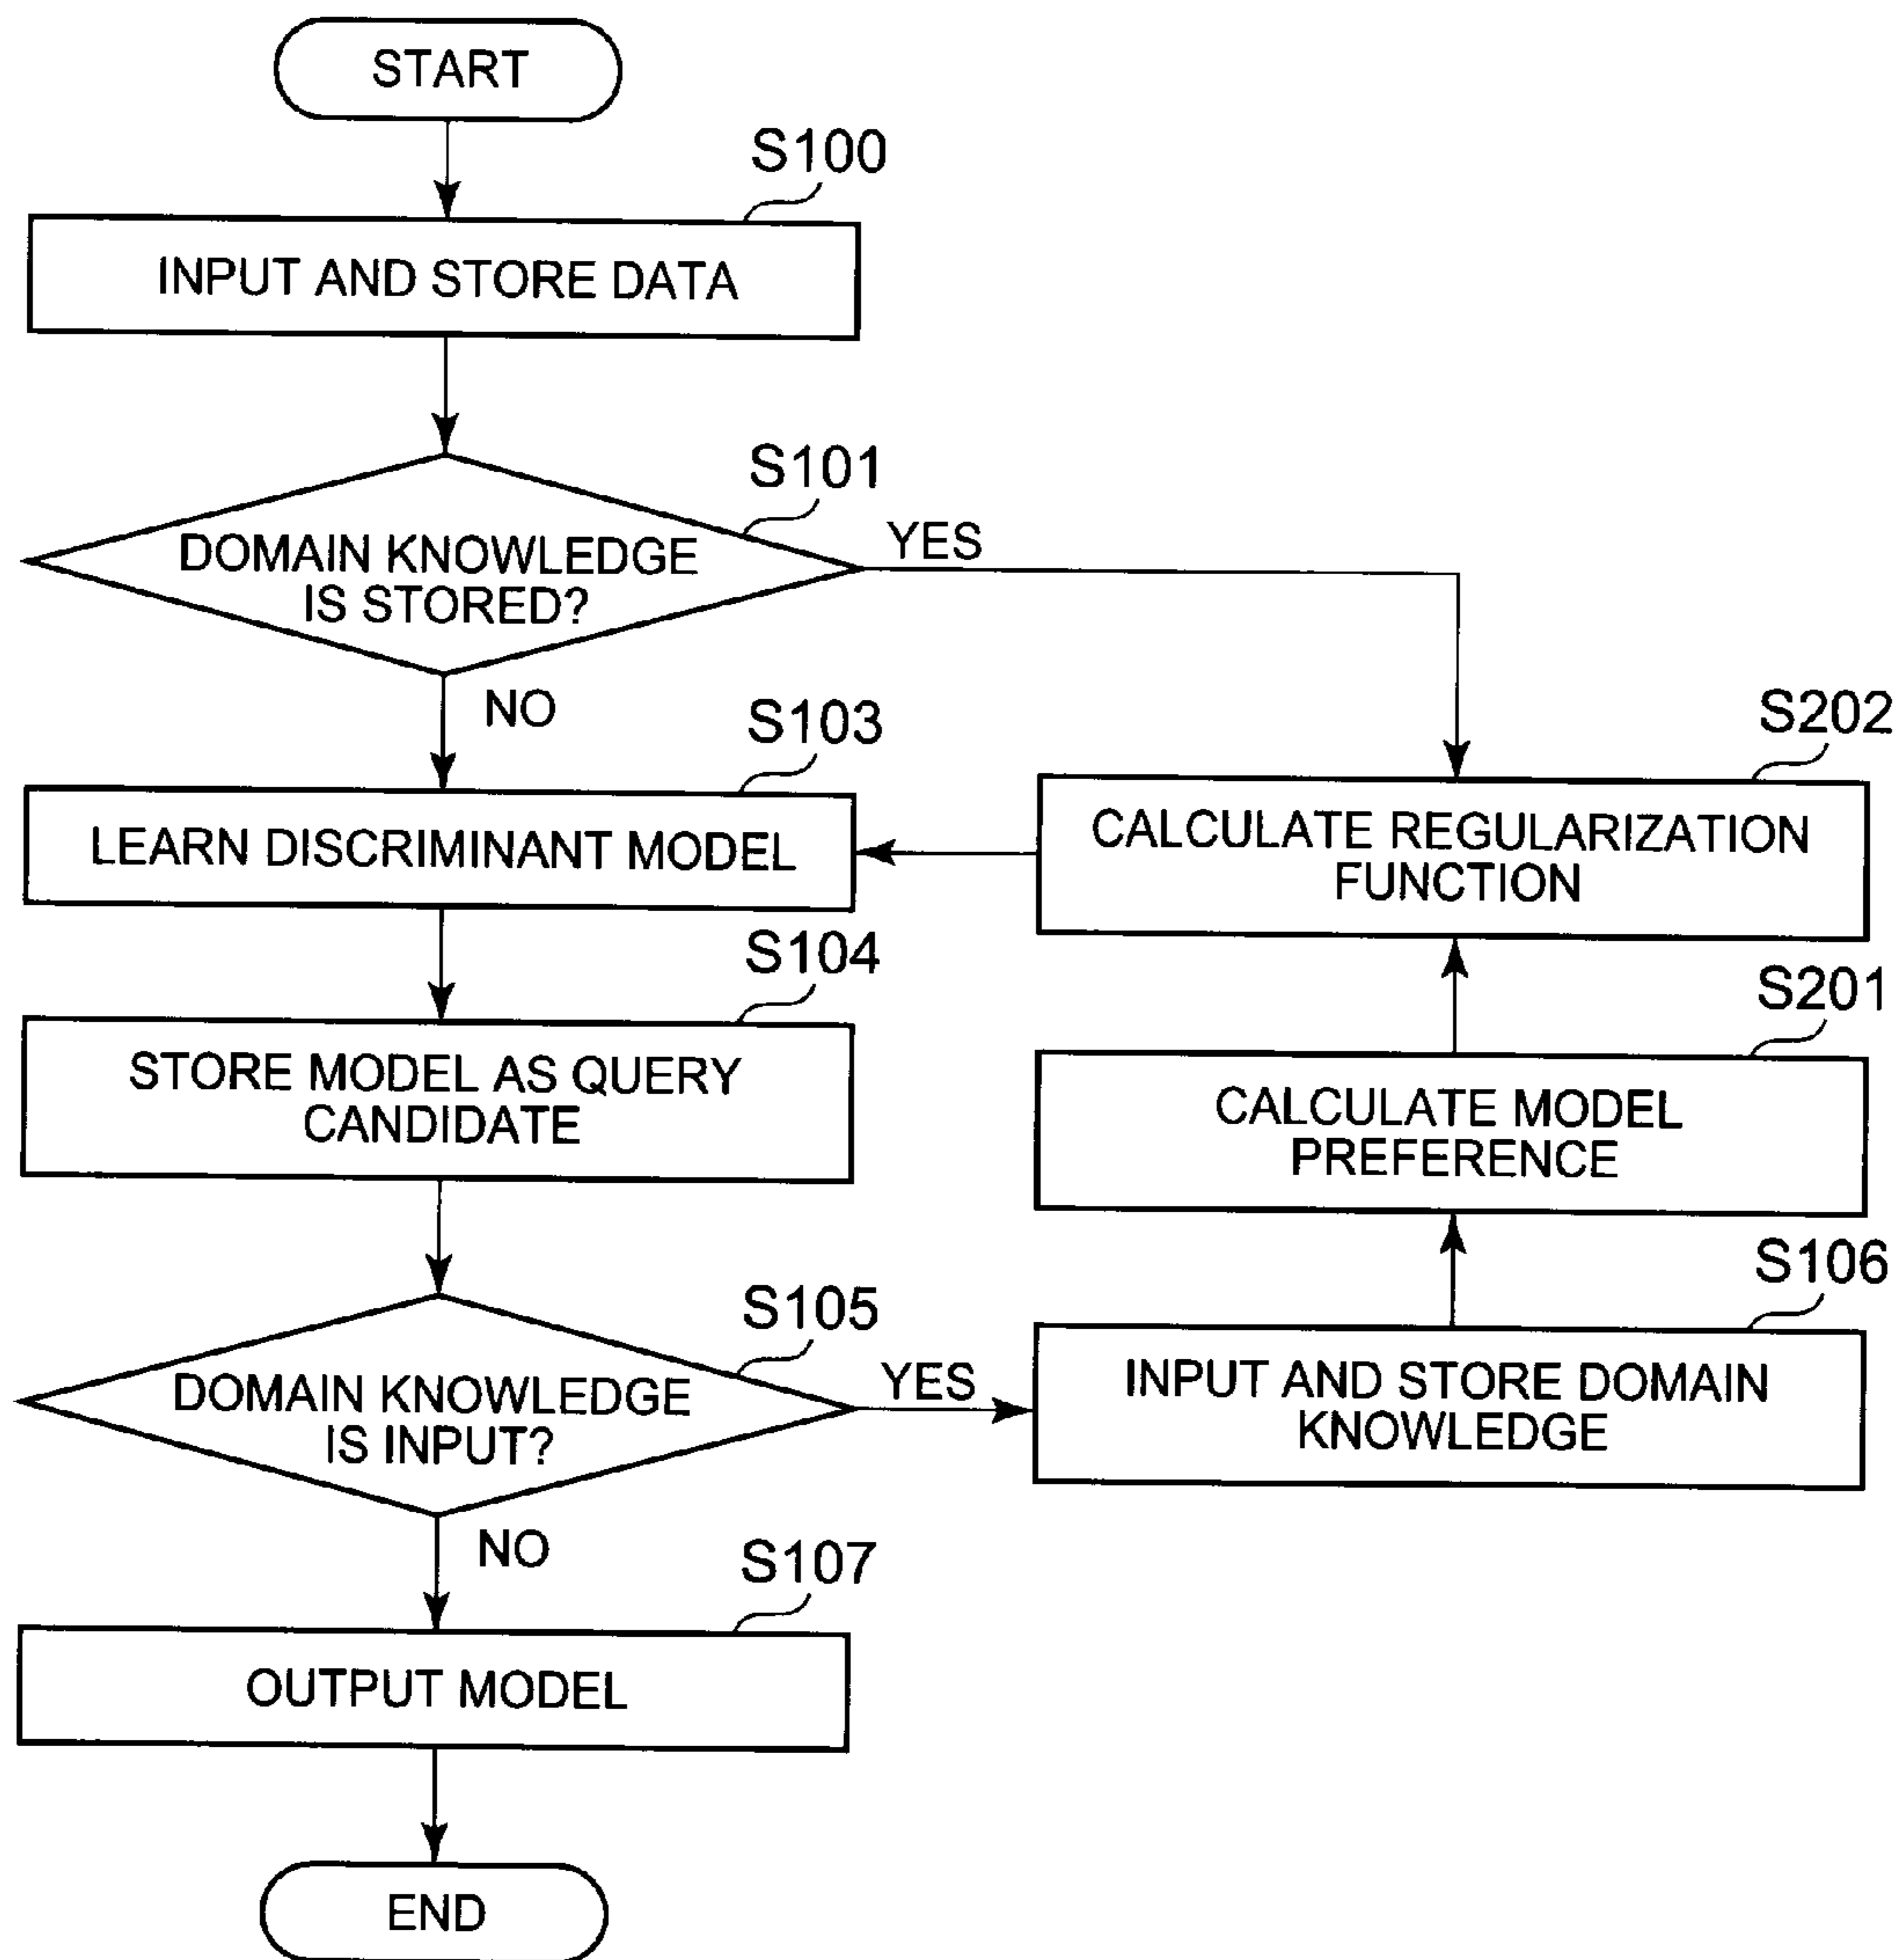 START
S100
INPUT AND STORE DATA
S101
DOMAIN KNOWLEDGE
IS STORED?
YES
NO
S103
LEARN DISCRIMINANT MODEL
S202
CALCULATE REGULARIZATION
FUNCTION
S104
STORE MODEL AS QUERY
CANDIDATE
S201
CALCULATE MODEL
PREFERENCE
S105
DOMAIN KNOWLEDGE
IS INPUT?
YES
S106
INPUT AND STORE DOMAIN
KNOWLEDGE
NO
S107
OUTPUT MODEL
END